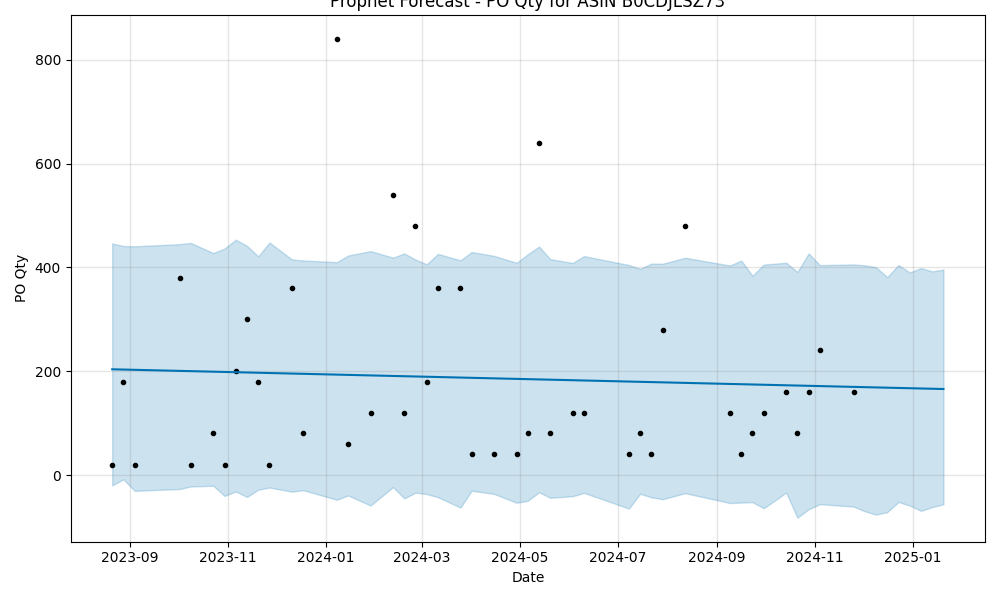 Prophet Forecast - PO Qty for ASIN B0CDJLSZ73
800
600
400
200
0
PO Qty
2023-09 2023-11 2024-01 2024-03 2024-05 2024-07 2024-09 2024-11 2025-01
Date